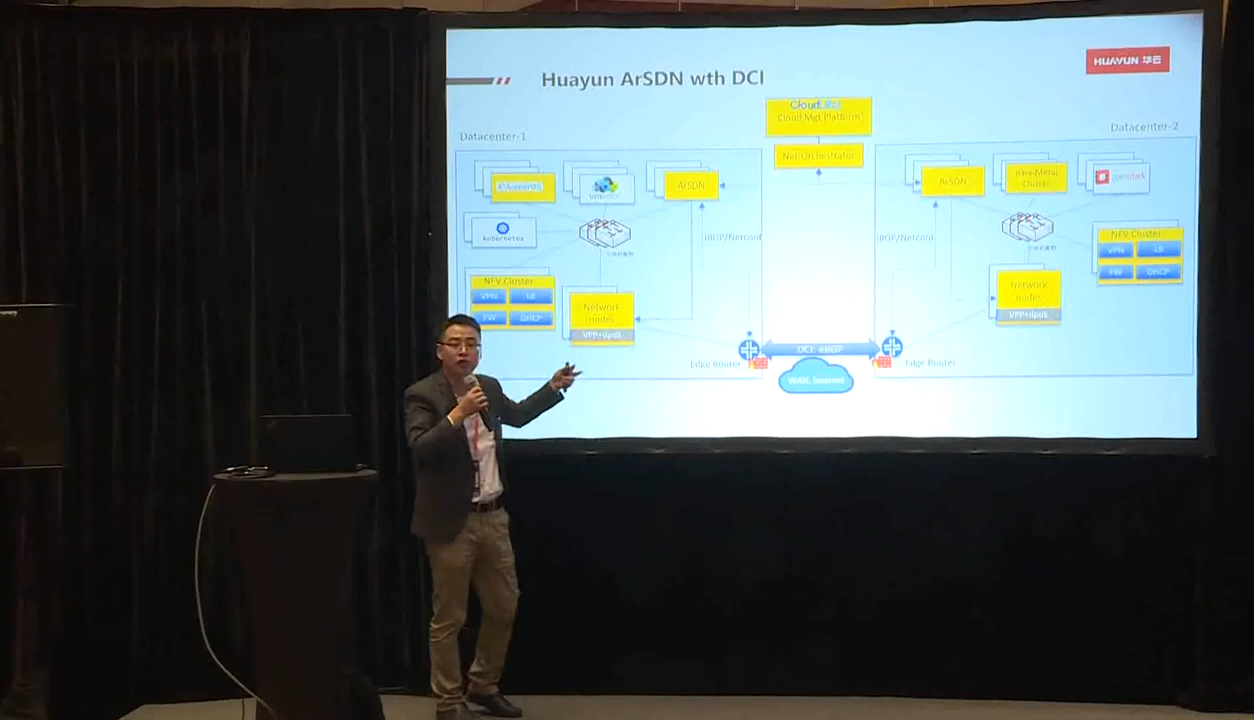 Huayun ArSDN wth DCI
HUAYUN 华云
Cloud Mgt Platform
Net-Orchestrator
Datacenter-1
vmware
ArSDN
kubernetes
IBGP/Netconf
NFV Cluster
VPN LB
FW DHCP
Network
nodes
VPP+dpdk
Edge Router
DCI: eBGP
WAN, Internet
Datacenter-2
ArSDN
Bare-Metal
Cluster
openstack
IBGP/Netconf
NFV Cluster
VPN LB
FW DHCP
Network
nodes
VPP+dpdk
Edge Router